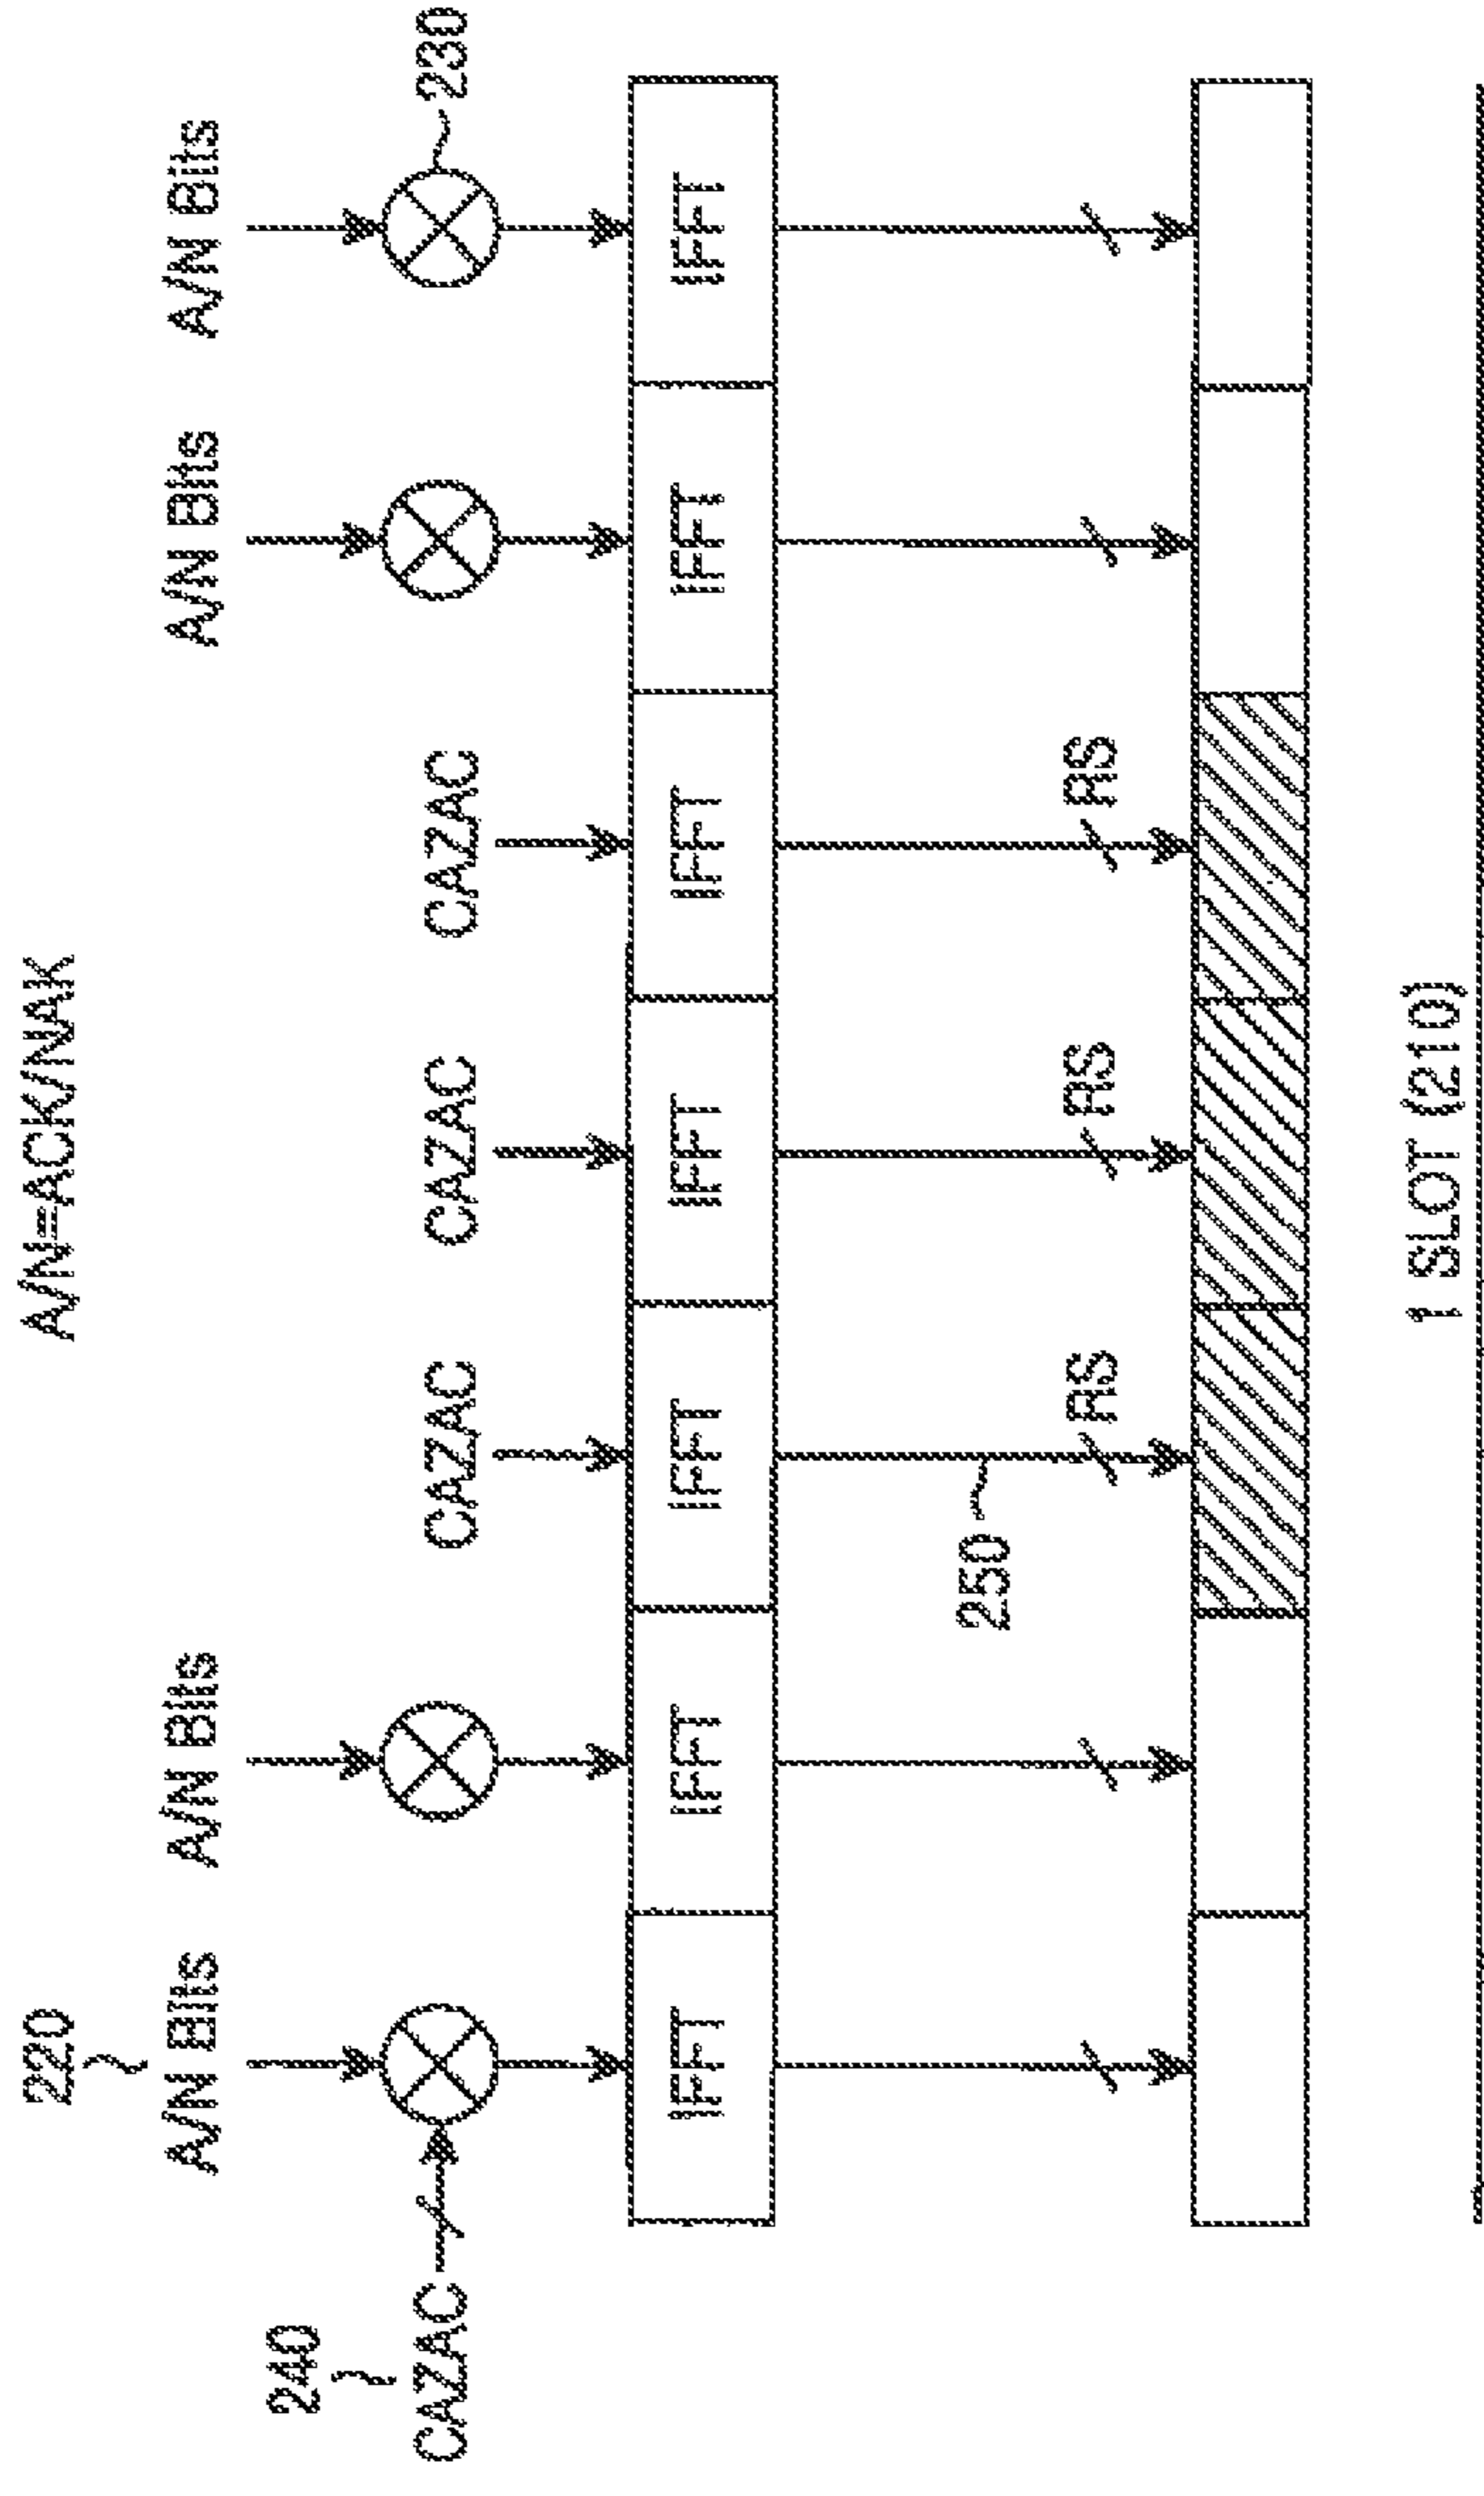 A/N=ACK/NAK
220
A/N Bits A/N Bits A/N Bits A/N Bits
240
CAZAC CAZAC CAZAC CAZAC 230
IFFT IFFT IFFT IFFT IFFT IFFT IFFT
250
RS RS RS
1 SLOT (210)